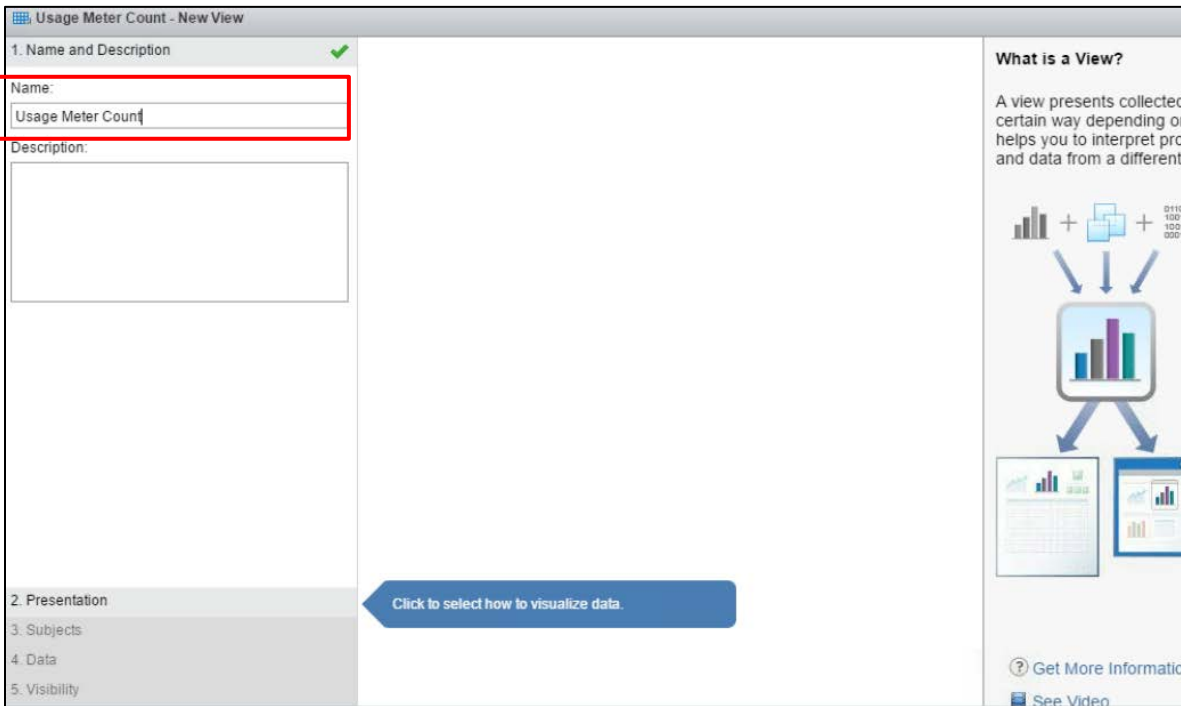 Usage Meter Count - New View
1. Name and Description
Name:
Usage Meter Count
Description:
2. Presentation
3. Subjects
4. Data
5. Visibility
Click to select how to visualize data.
What is a View?
A view presents collected
certain way depending
helps you to interpret
and data from a different
Get More
See Video